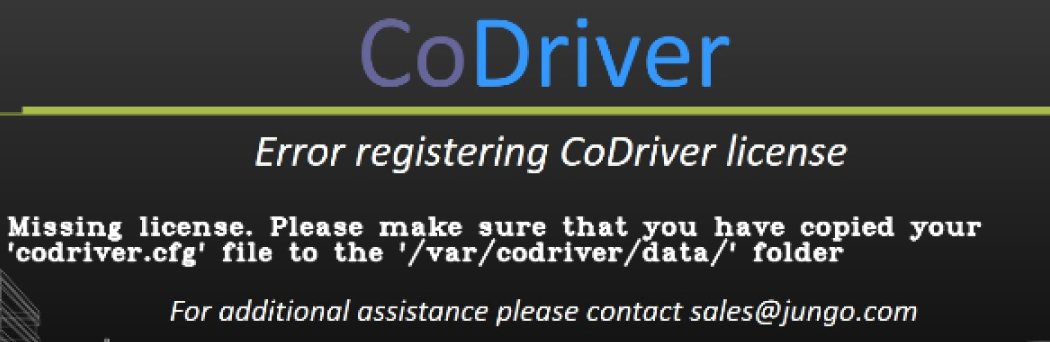 CoDriver
Error registering CoDriver license
Missing license. Please make sure that you have copied your
'codriver.cfg' file to the '/var/codriver/data/' folder
For additional assistance please contact sales@jungo.com